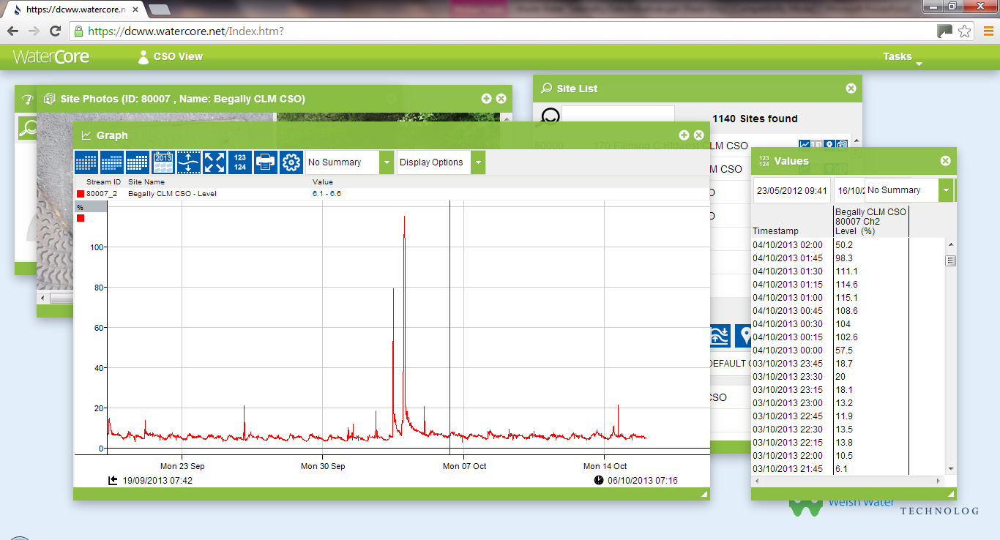 https://dcww.watercore.n
https://dcww.watercore.net/Index.htm?
WaterCore
CSO View
Tasks
Site Photos (ID: 80007 , Name: Begally CLM CSO)
Site List
1140 Sites found
CLM CSO
M CSO
DEFAULT
CSO
Graph
2013
123
124
No Summary
Display Options
Stream ID Site Name Value
80007_2 Begally CLM CSO - Level 6.1 - 6.6
%
100
80
60
40
20
0
Mon 23 Sep Mon 30 Sep Mon 07 Oct Mon 14 Oct
19/09/2013 07:42 06/10/2013 07:16
123
124
Values
23/05/2012 09:41 16/10/2 No Summary
Begally CLM CSO
80007 Ch2
Timestamp Level (%)
04/10/2013 02:00 50.2
04/10/2013 01:45 98.3
04/10/2013 01:30 111.1
04/10/2013 01:15 114.6
04/10/2013 01:00 115.1
04/10/2013 00:45 108.6
04/10/2013 00:30 104
04/10/2013 00:15 102.6
04/10/2013 00:00 57.5
03/10/2013 23:45 18.7
03/10/2013 23:30 20
03/10/2013 23:15 18.1
03/10/2013 23:00 13.2
03/10/2013 22:45 11.9
03/10/2013 22:30 13.5
03/10/2013 22:15 13.8
03/10/2013 22:00 10.5
03/10/2013 21:45 6.1
Welsh Water
TECHNOLOG